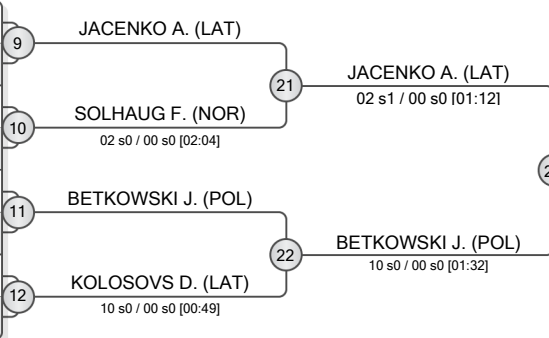 9
JACENKO A. (LAT)
21
JACENKO A. (LAT)
02 s1 / 00 s0 [01:12]
10
SOLHAUG F. (NOR)
02 s0 / 00 s0 [02:04]
11
BETKOWSKI J. (POL)
22
BETKOWSKI J. (POL)
10 s0 / 00 s0 [01:32]
12
KOLOSOVS D. (LAT)
10 s0 / 00 s0 [00:49]